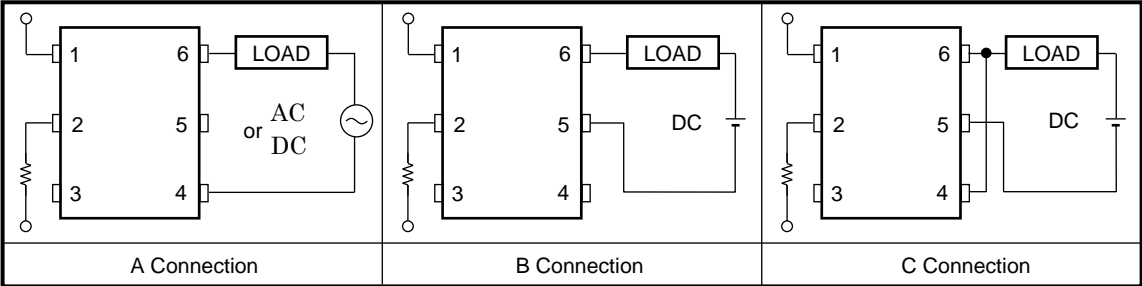 1 6 LOAD
2 5 or AC DC
3 4
A Connection
1 6 LOAD
2 5 DC
3 4
B Connection
1 6 LOAD
2 5 DC
3 4
C Connection